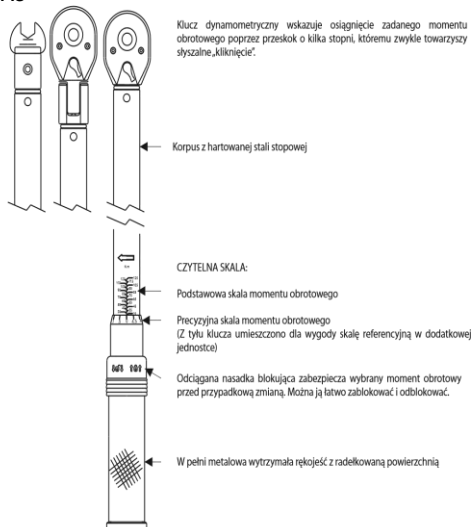 Klucz dynamometryczny wskazuje osiągnięcie zadanego momentu
obrotowego poprzez przeskok o kilka stopni, któremu zwykle towarzyszy
słyszalne „kliknięcie”.
Korpus z hartowanej stali stopowej
CZYTELNA SKALA:
Podstawowa skala momentu obrotowego
Precyzyjna skala momentu obrotowego
(Z tyłu klucza umieszczono dla wygody skalę referencyjną w dodatkowej
jednostce)
Odciągana nasadka blokująca zabezpiecza wybrany moment obrotowy
przed przypadkową zmianą. Można ją łatwo zablokować i odblokować.
W pełni metalowa wytrzymała rękojeść z radełkowaną powierzchnią